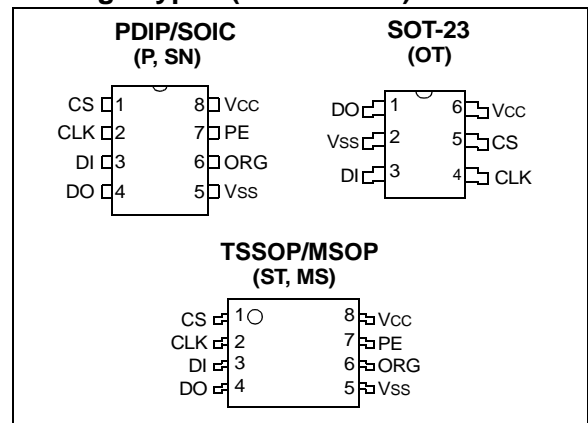 PDIP/SOIC
(P, SN)
CS 1 8 VCC
CLK 2 7 PE
DI 3 6 ORG
DO 4 5 VSS
SOT-23
(OT)
DO 1 6 VCC
VSS 2 5 CS
DI 3 4 CLK
TSSOP/MSOP
(ST, MS)
CS 1 8 VCC
CLK 2 7 PE
DI 3 6 ORG
DO 4 5 VSS